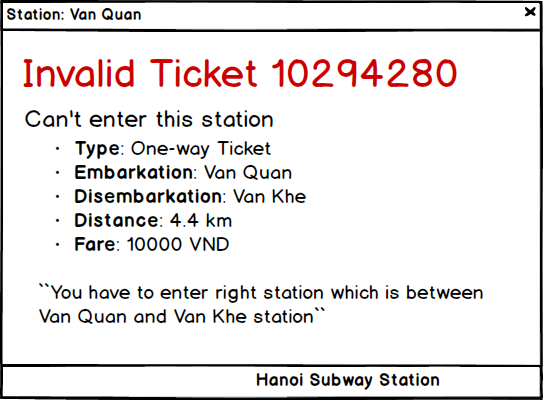 Station: Van Quan
Invalid Ticket 10294280
Can't enter this station
· Type: One-way Ticket
· Embarkation: Van Quan
· Disembarkation: Van Khe
· Distance: 4.4 km
· Fare: 10000 VND
``You have to enter right station which is between
Van Quan and Van Khe station``
Hanoi Subway Station